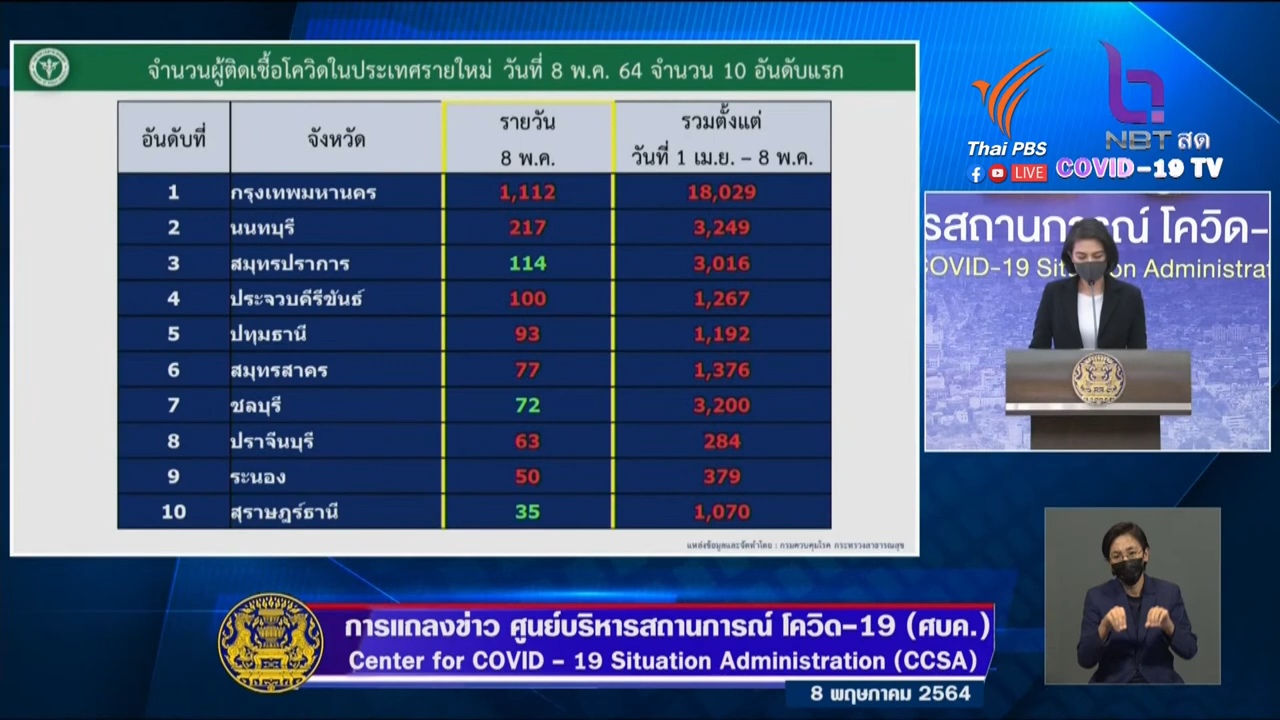 จำนวนผู้ติดเชื้อโควิดในประเทศรายใหม่ วันที่ 8 พ.ค. 64 จำนวน 10 อันดับแรก
อันดับที่ จังหวัด รายวัน 8 พ.ค. รวมตั้งแต่ วันที่ 1 เม.ย. – 8 พ.ค.
1 กรุงเทพมหานคร 1,112 18,029
2 นนทบุรี 217 3,249
3 สมุทรปราการ 114 3,016
4 ประจวบคีรีขันธ์ 100 1,267
5 ปทุมธานี 93 1,192
6 สมุทรสาคร 77 1,376
7 ชลบุรี 72 3,200
8 ปราจีนบุรี 63 284
9 ระนอง 50 379
10 สุราษฎร์ธานี 35 1,070
แหล่งข้อมูลและจัดทำโดย : กรมควบคุมโรค กระทรวงสาธารณสุข
Thai PBS
LIVE
NBT สด
COVID-19 TV
รสถานการณ์ โควิด-
COVID-19 Situation Administrat
การแถลงข่าว ศูนย์บริหารสถานการณ์ โควิด-19 (ศบค.)
Center for COVID – 19 Situation Administration (CCSA)
8 พฤษภาคม 2564